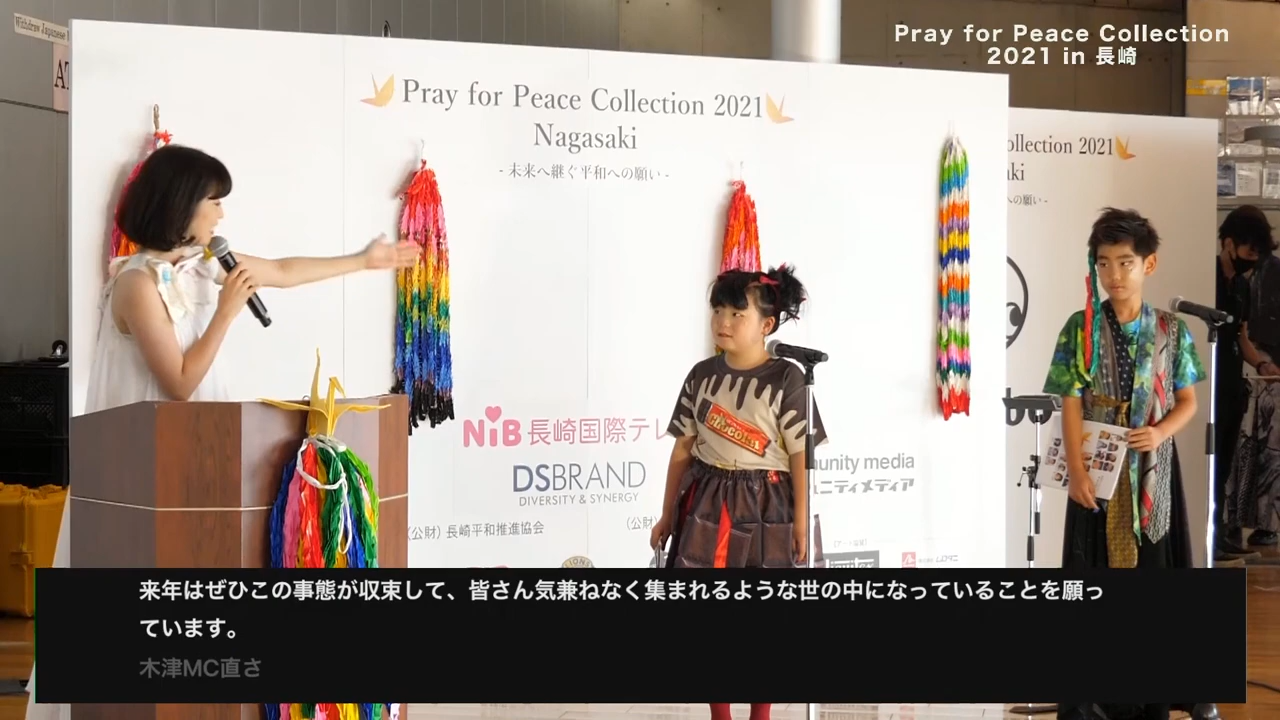 Withdraw Japanese
Pray for Peace Collection
2021 in 長崎
Pray for Peace Collection 2021
Nagasaki
- 未来へ継ぐ平和への願い -
ollection 2021
ki
への願い -
NiB 長崎国際テレ
DSBRAND
DIVERSITY & SYNERGY
(公財) 長崎平和推進協会
(公
unity media
ニティメディア
来年はぜひこの事態が収束して、皆さん気兼ねなく集まれるような世の中になっていることを願っ
ています。
木津MC直さ